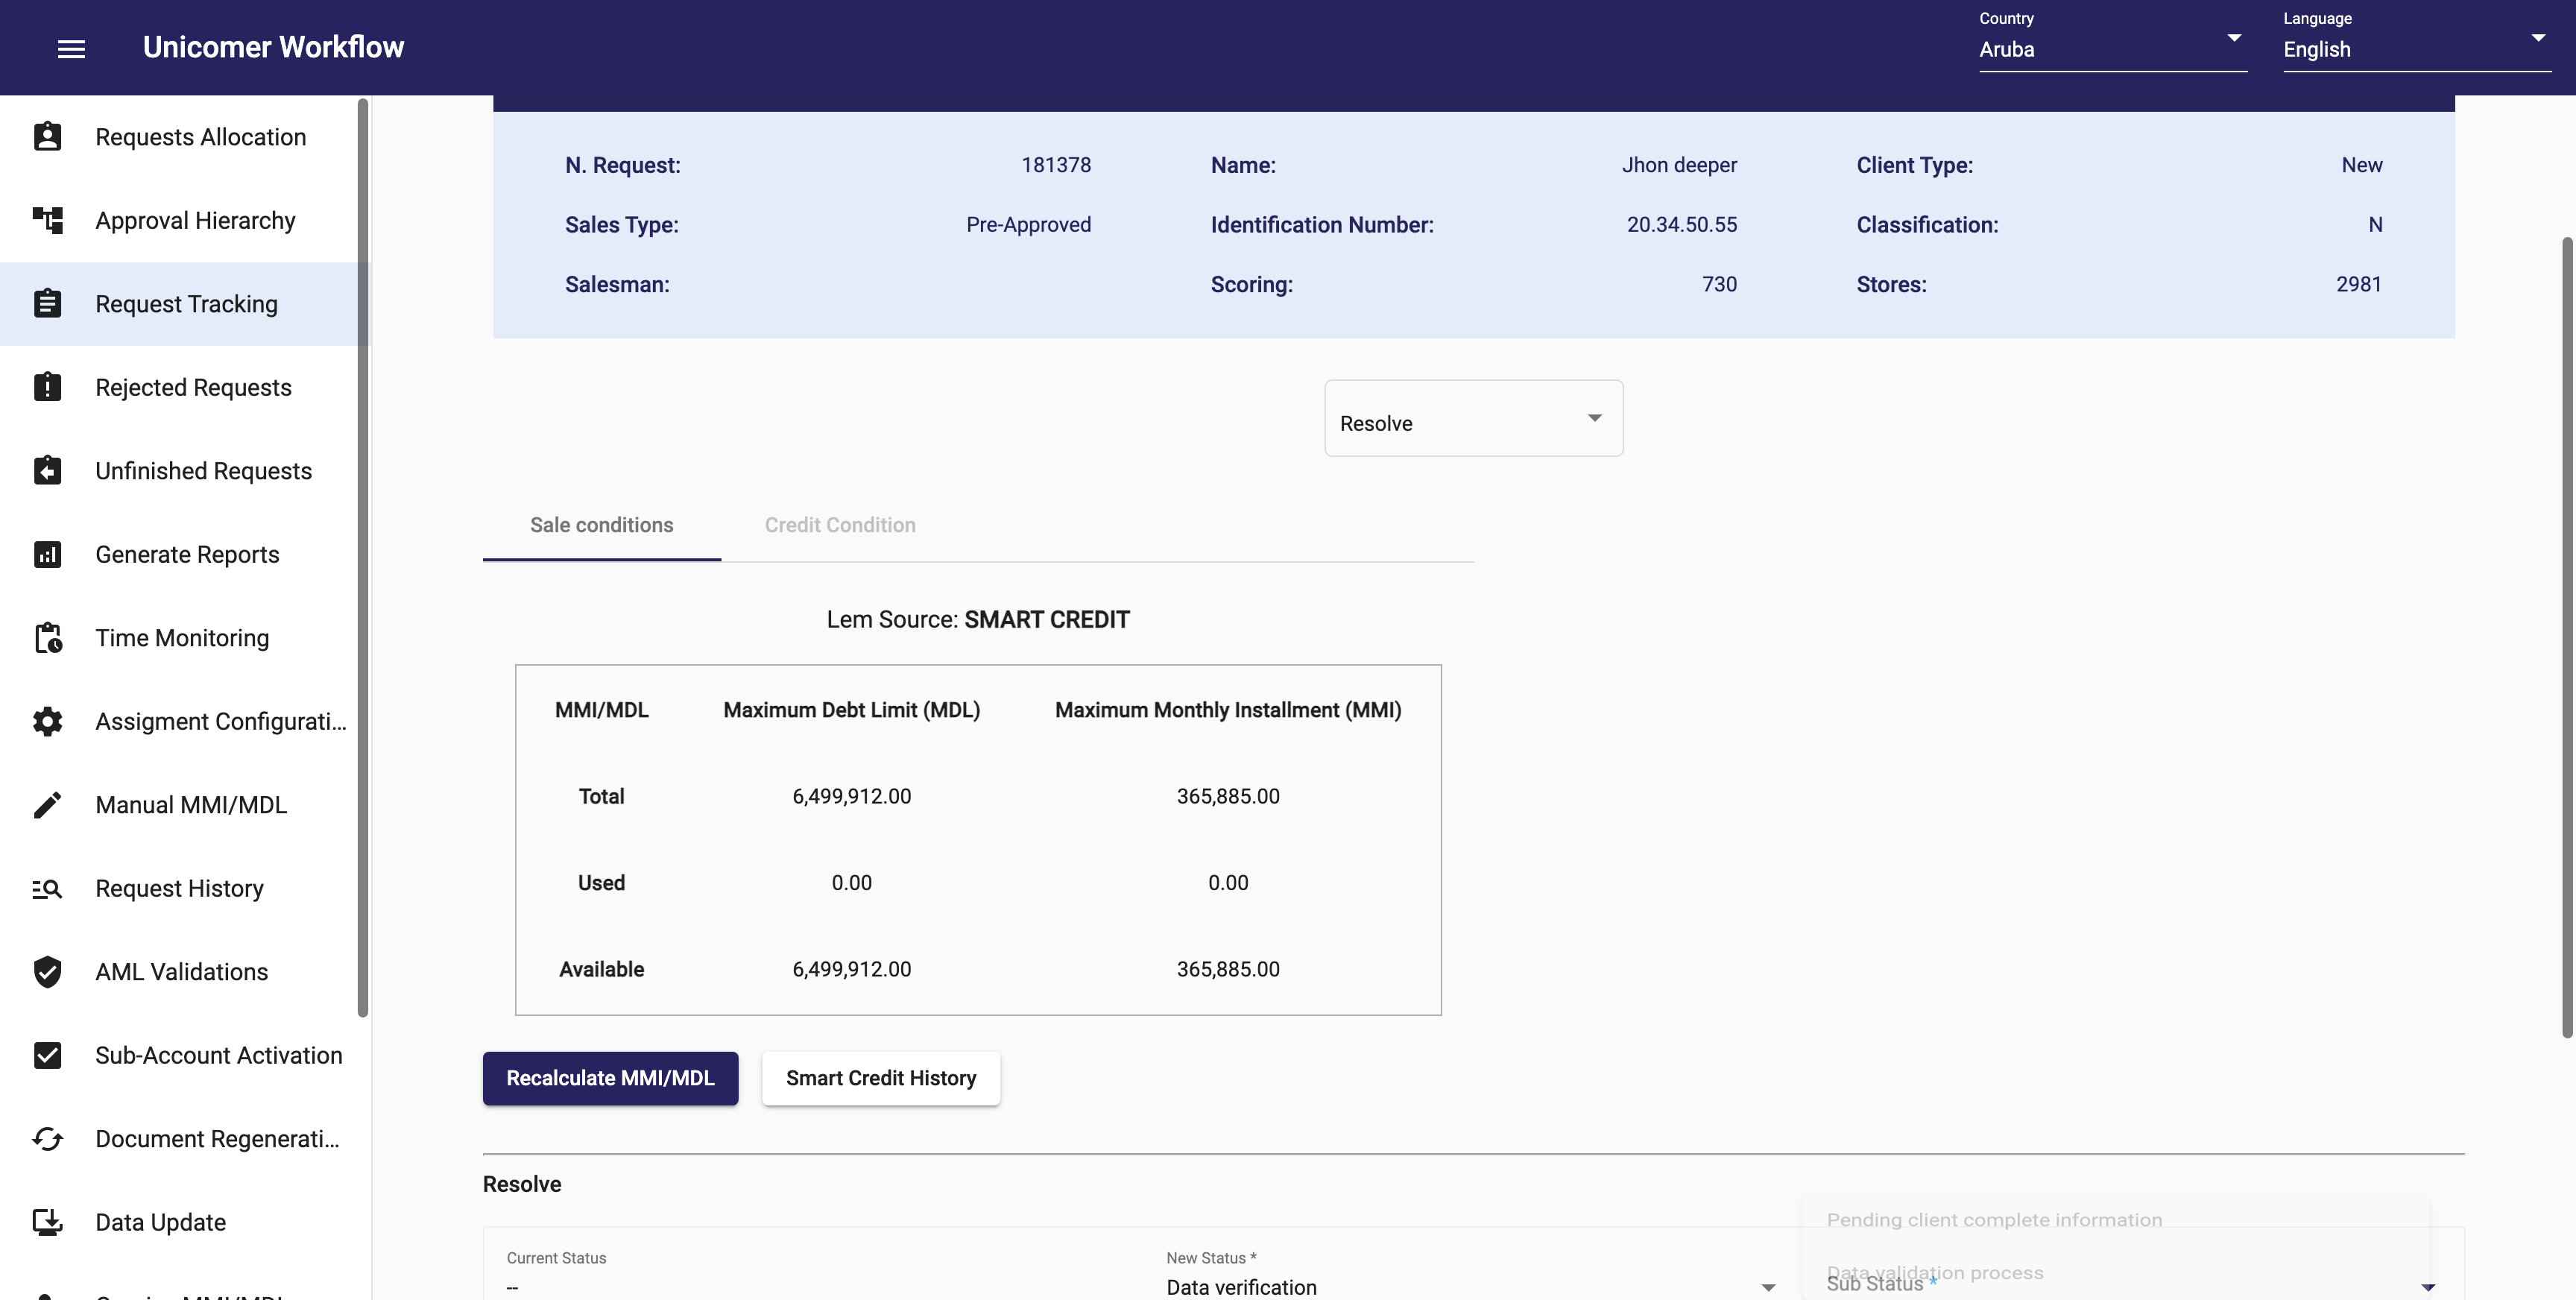 Unicomer Workflow
Country
Aruba
Language
English
Requests Allocation
Approval Hierarchy
Request Tracking
Rejected Requests
Unfinished Requests
Generate Reports
Time Monitoring
Assigment Configurati...
Manual MMI/MDL
Request History
AML Validations
Sub-Account Activation
Document Regenerati...
Data Update
N. Request: 181378 Name: Jhon deeper Client Type: New
Sales Type: Pre-Approved Identification Number: 20.34.50.55 Classification: N
Salesman: Scoring: 730 Stores: 2981
Resolve
Sale conditions Credit Condition
Lem Source: SMART CREDIT
MMI/MDL Maximum Debt Limit (MDL) Maximum Monthly Installment (MMI)
Total 6,499,912.00 365,885.00
Used 0.00 0.00
Available 6,499,912.00 365,885.00
Recalculate MMI/MDL Smart Credit History
Resolve
Current Status
--
New Status *
Data verification
Pending client complete information
Data validation process
Sub Status *